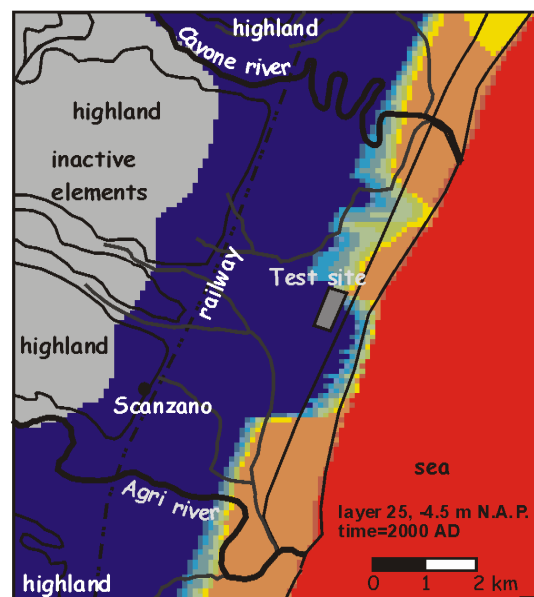 highland
Cavone river
highland
inactive
elements
railway
Test site
highland
Scanzano
Agri river
sea
layer 25, -4.5 m N.A.P.
time=2000 AD
0 1 2 km
highland